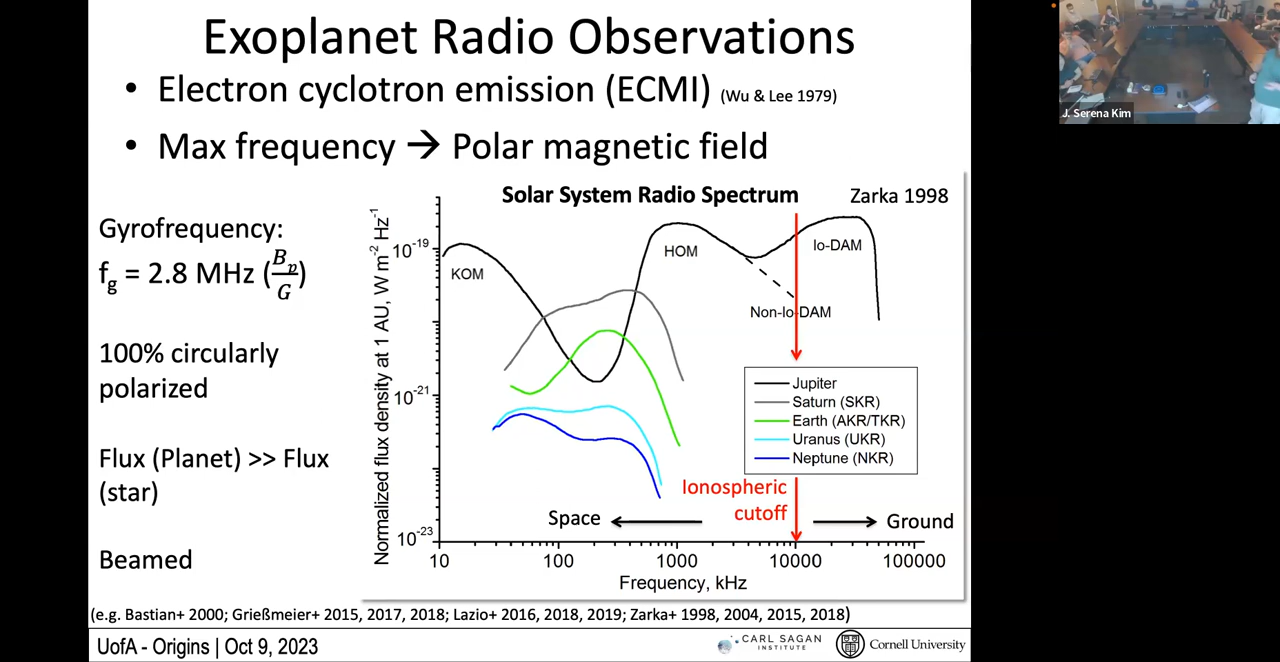 Exoplanet Radio Observations
• Electron cyclotron emission (ECMI) (Wu & Lee 1979)
• Max frequency → Polar magnetic field
Gyrofrequency:
f_g = 2.8 MHz (B_p/G)
100% circularly
polarized
Flux (Planet) >> Flux
(star)
Beamed
Solar System Radio Spectrum
Zarka 1998
Normalized flux density at 1 AU, W m^-2 Hz^-1
10^-19
10^-21
10^-23
KOM
HOM
Io-DAM
Non-Io-DAM
Jupiter
Saturn (SKR)
Earth (AKR/TKR)
Uranus (UKR)
Neptune (NKR)
Ionospheric
cutoff
Space
Ground
10
100
1000
10000
100000
Frequency, kHz
(e.g. Bastian+ 2000; Grießmeier+ 2015, 2017, 2018; Lazio+ 2016, 2018, 2019; Zarka+ 1998, 2004, 2015, 2018)
UofA - Origins | Oct 9, 2023
CARL SAGAN
INSTITUTE
Cornell University
J. Serena Kim